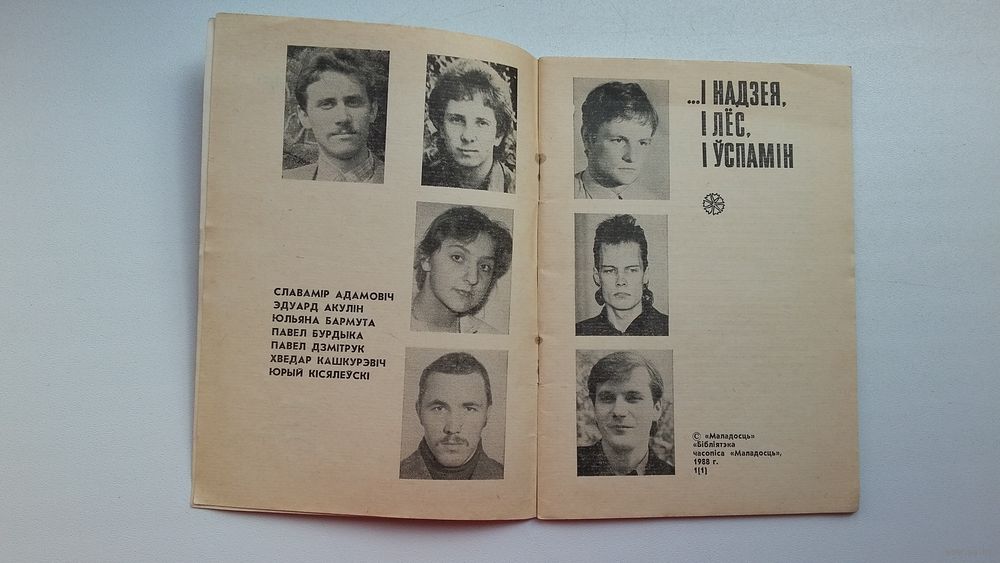 СЛАВАМІР АДАМОВІЧ
ЭДУАРД АКУЛІН
ЮЛЬЯНА БАРМУТА
ПАВЕЛ БУРДЫКА
ПАВЕЛ ДЗМІТРУК
ХВЕДАР КАШКУРЭВІЧ
ЮРЫЙ КІСЯЛЕЎСКІ
...І НАДЗЕЯ,
І ЛЁС,
І ЎСПАМІН
© «Маладосць»
«Бібліятэка
часопіса «Маладосць»,
1988 г.
1(1)